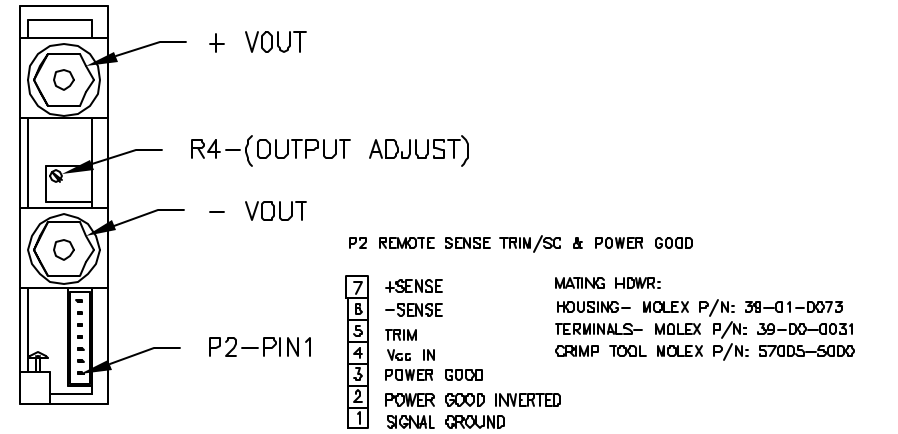 + VOUT
R4-(OUTPUT ADJUST)
- VOUT
P2 REMOTE SENSE TRIM/SC & POWER GOOD
7 +SENSE
6 -SENSE
5 TRIM
4 Vcc IN
3 POWER GOOD
2 POWER GOOD INVERTED
1 SIGNAL GROUND
MATING HDWR:
HOUSING- MOLEX P/N: 39-01-0073
TERMINALS- MOLEX P/N: 39-00-0031
CRIMP TOOL MOLEX P/N: 57005-5000
P2-PIN1